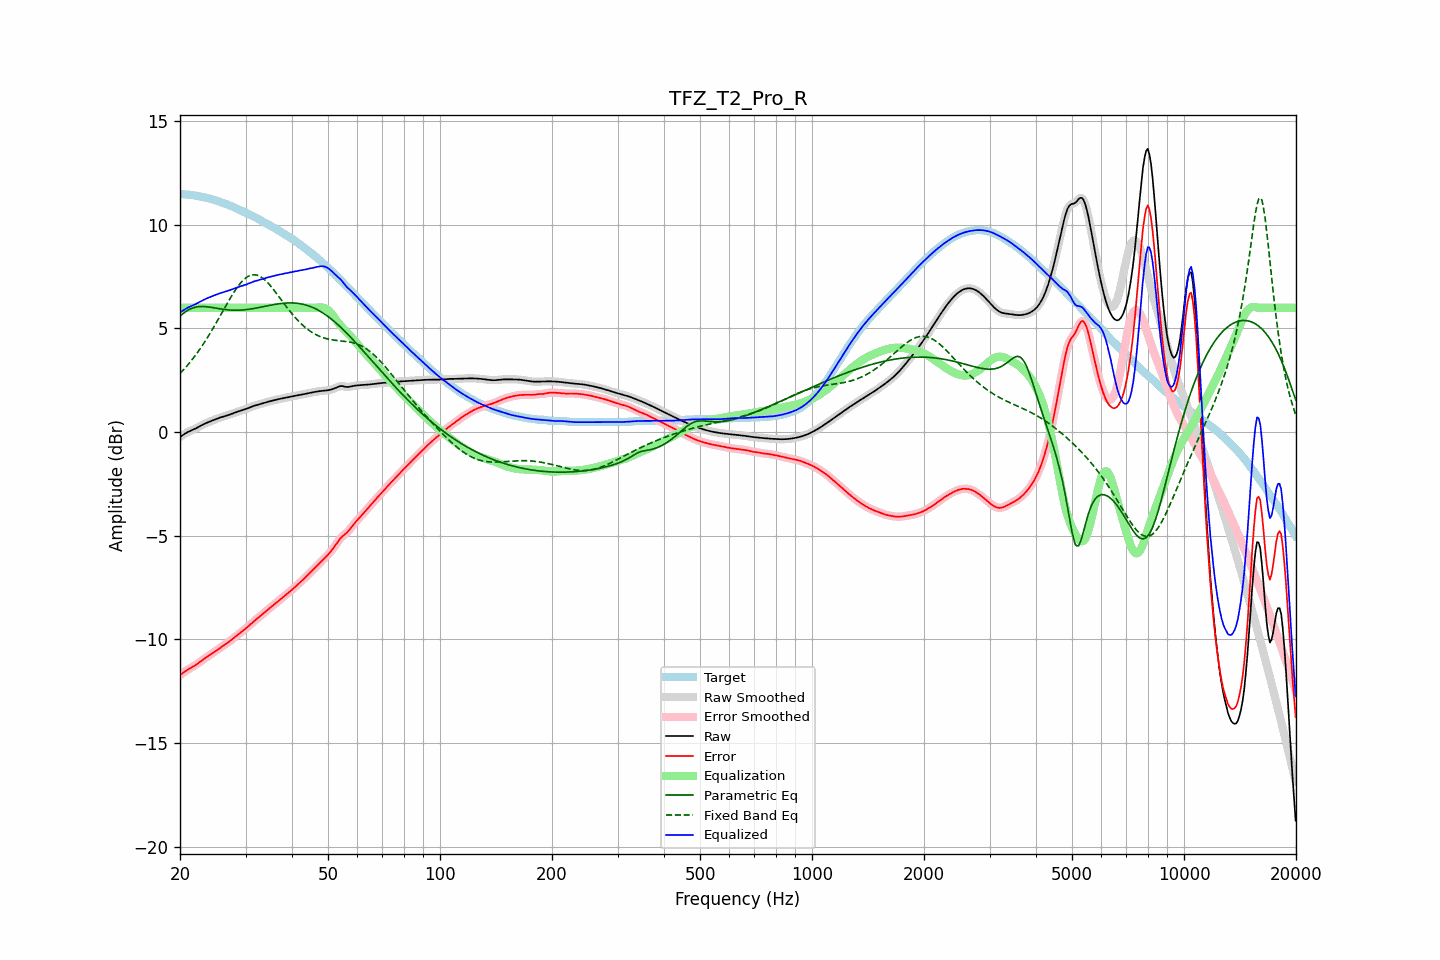 TFZ_T2_Pro_R
Amplitude (dBr)
15
10
5
0
−5
−10
−15
−20
Target
Raw Smoothed
Error Smoothed
Raw
Error
Equalization
Parametric Eq
Fixed Band Eq
Equalized
20 50 100 200 500 1000 2000 5000 10000 20000
Frequency (Hz)